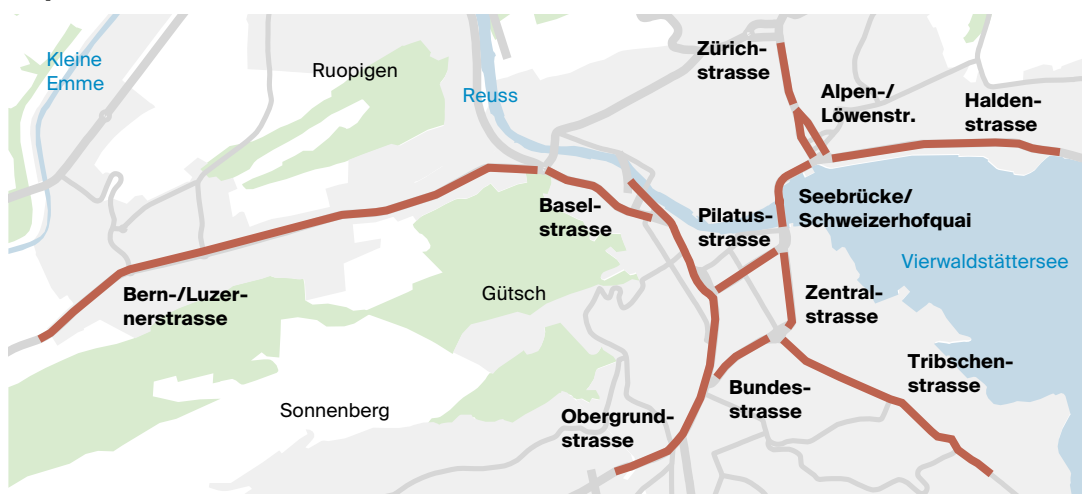 Kleine
Emme
Ruopigen
Reuss
Zürich-
strasse
Alpen-/
Löwenstr.
Halden-
strasse
Basel-
strasse
Pilatus-
strasse
Seebrücke/
Schweizerhofquai
Vierwaldstättersee
Bern-/Luzer-
nerstrasse
Gütsch
Zentral-
strasse
Tribschen-
strasse
Bundes-
strasse
Sonnenberg
Obergrund-
strasse